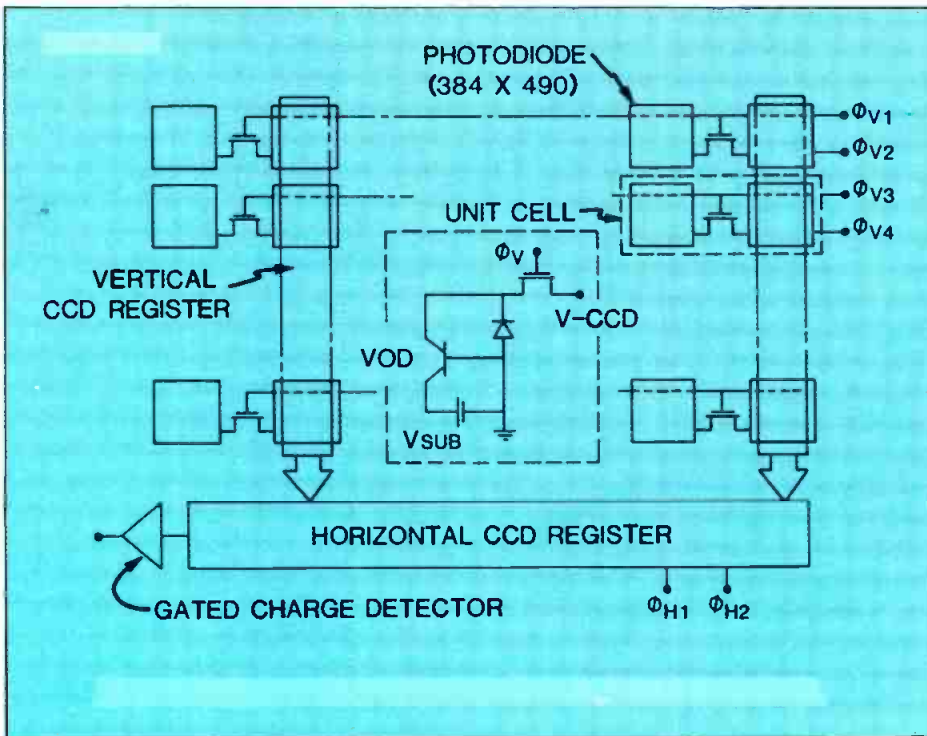 PHOTODIODE
(384 X 490)
ΦV1
ΦV2
ΦV3
ΦV4
UNIT CELL
VERTICAL
CCD REGISTER
ΦV
V-CCD
VOD
VSUB
HORIZONTAL CCD REGISTER
GATED CHARGE DETECTOR
ΦH1
ΦH2